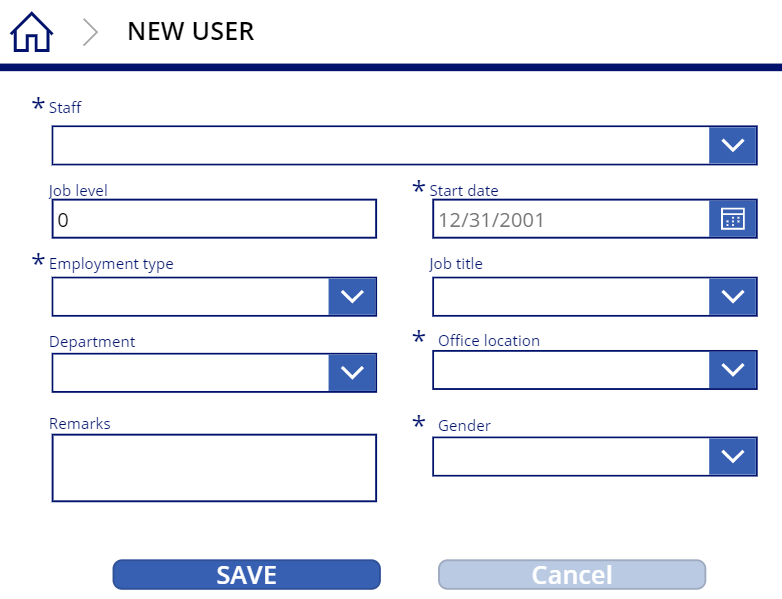 NEW USER
* Staff
Job level
* Start date
0
12/31/2001
* Employment type
Job title
Department
* Office location
Remarks
* Gender
SAVE
Cancel